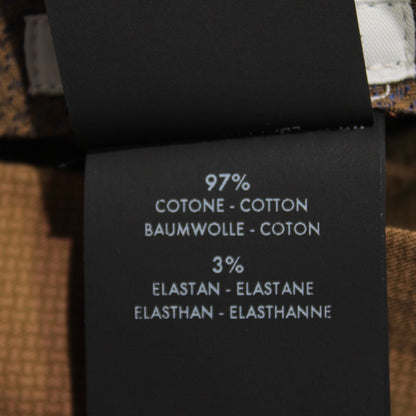 97%
COTONE - COTTON
BAUMWOLLE - COTON
3%
ELASTAN - ELASTANE
ELASTHAN - ELASTHANNE